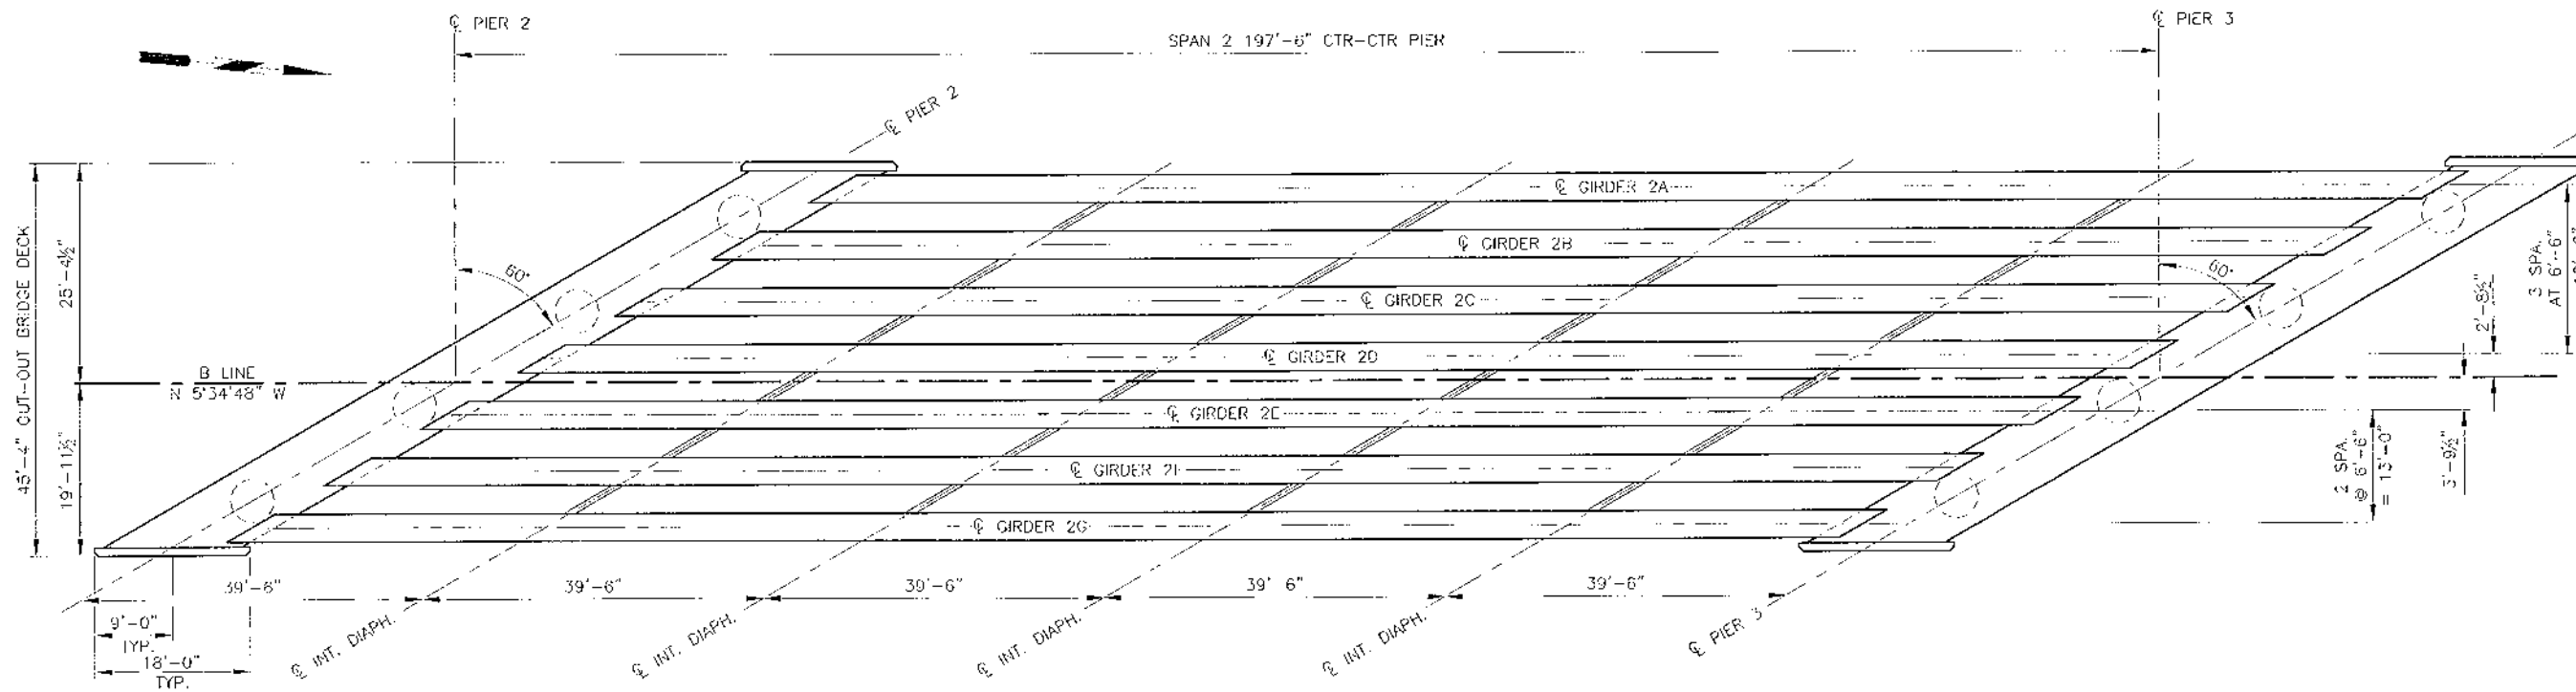 ℄ PIER 2
℄ PIER 3
SPAN 2 197'-6" CTR-CTR PIER
℄ PIER 2
45'-4" OUT-OUT BRIDGE DECK
25'-4½"
19'-11½"
60°
60°
℄ GIRDER 2A
℄ GIRDER 2B
℄ GIRDER 2C
℄ GIRDER 2D
B LINE
N 5°34'48" W
℄ GIRDER 2E
℄ GIRDER 2F
℄ GIRDER 2G
3 SPA.
AT 6'-6"
2'-8½"
3'-9½"
2 SPA.
@ 6'-6"
= 13'-0"
39'-6"
39'-6"
39'-6"
39'-6"
39'-6"
9'-0"
TYP.
18'-0"
TYP.
℄ INT. DIAPH.
℄ INT. DIAPH.
℄ INT. DIAPH.
℄ INT. DIAPH.
℄ PIER 3